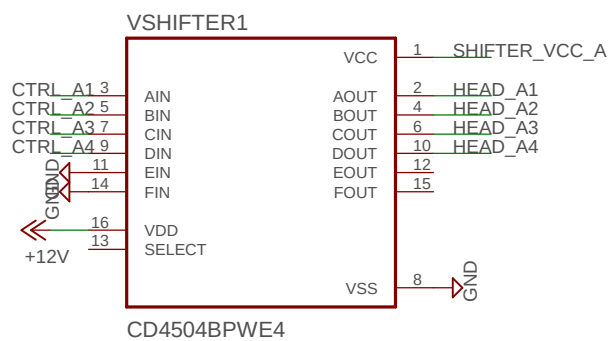 VSHIFTER1
VCC 1 SHIFTER_VCC_A
CTRL_A1 3 AIN AOUT 2 HEAD_A1
CTRL_A2 5 BIN BOUT 4 HEAD_A2
CTRL_A3 7 CIN COUT 6 HEAD_A3
CTRL_A4 9 DIN DOUT 10 HEAD_A4
GND 11 EIN EOUT 12
GND 14 FIN FOUT 15
16 VDD
+12V 13 SELECT
VSS 8 GND
CD4504BPWE4